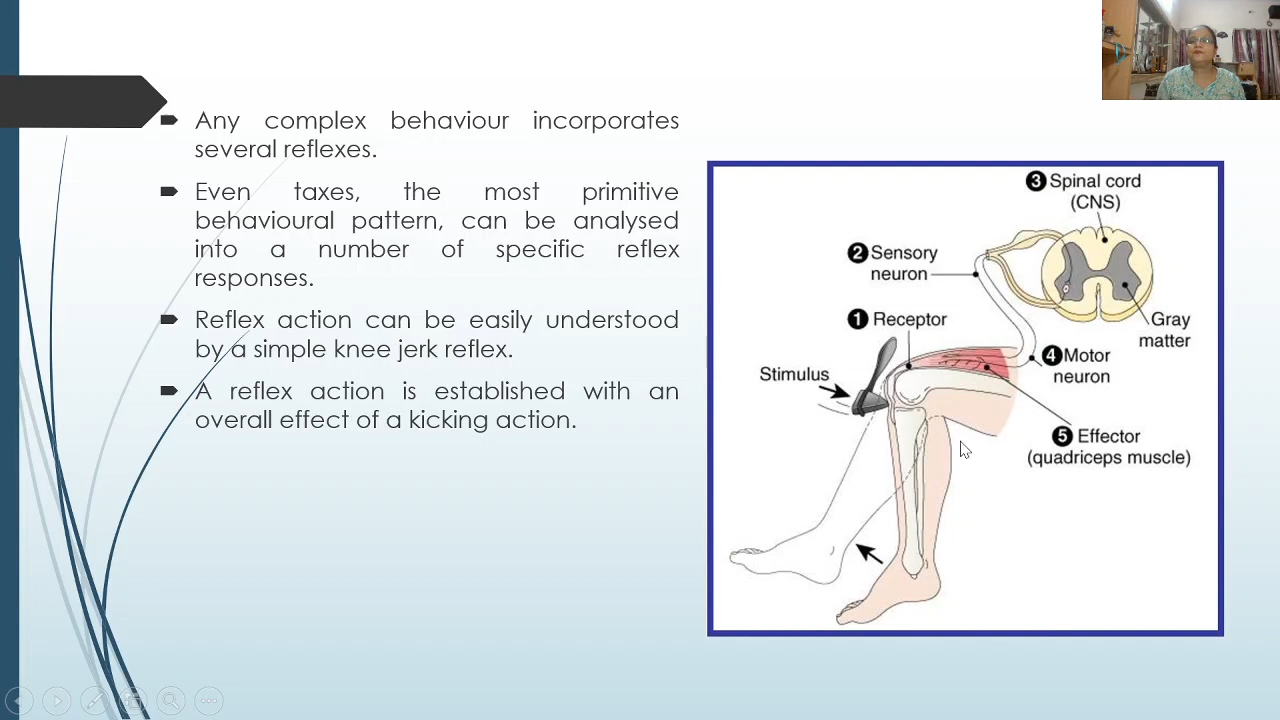 Any complex behaviour incorporates
several reflexes.
Even taxes, the most primitive
behavioural pattern, can be analysed
into a number of specific reflex
responses.
Reflex action can be easily understood
by a simple knee jerk reflex.
A reflex action is established with an
overall effect of a kicking action.
3 Spinal cord
(CNS)
2 Sensory
neuron
1 Receptor
Gray
matter
4 Motor
neuron
Stimulus
5 Effector
(quadriceps muscle)